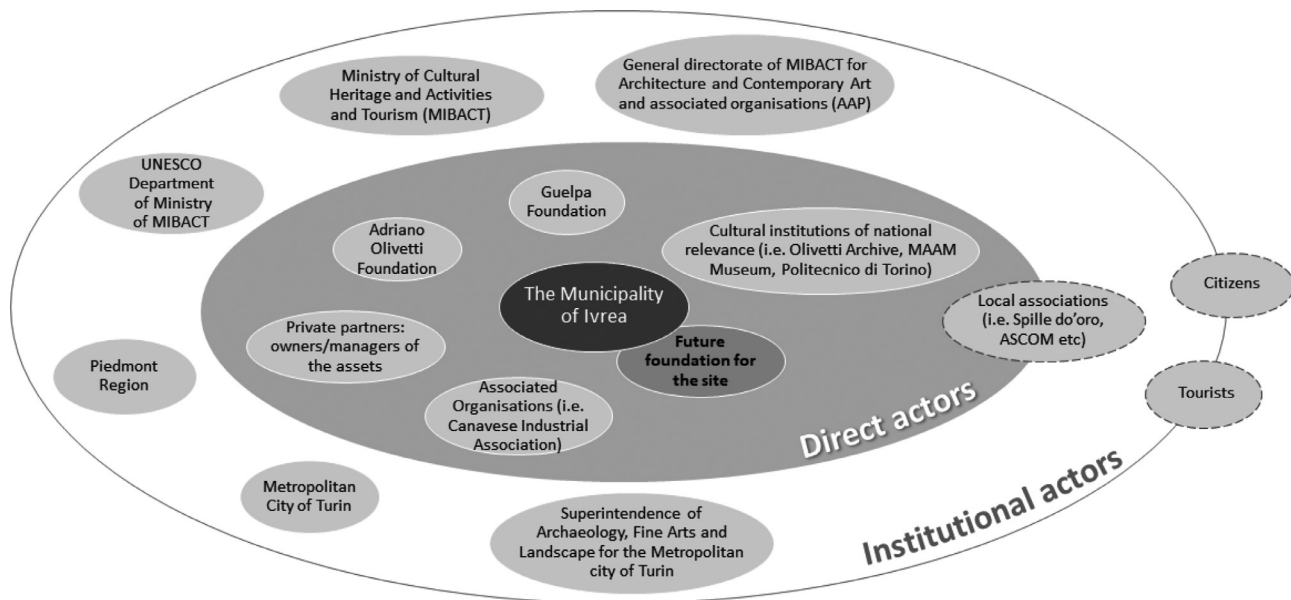 Ministry of Cultural
Heritage and Activities
and Tourism (MIBACT)
General directorate of MIBACT for
Architecture and Contemporary Art
and associated organisations (AAP)
UNESCO
Department
of Ministry
of MIBACT
Guelpa
Foundation
Adriano
Olivetti
Foundation
Cultural institutions of national
relevance (i.e. Olivetti Archive, MAAM
Museum, Politecnico di Torino)
The Municipality
of Ivrea
Citizens
Local associations
(i.e. Spille do'oro,
ASCOM etc)
Private partners:
owners/managers of
the assets
Future
foundation for
the site
Piedmont
Region
Associated
Organisations (i.e.
Canavese Industrial
Association)
Tourists
Direct actors
Institutional actors
Metropolitan
City of Turin
Superintendence of
Archaeology, Fine Arts and
Landscape for the Metropolitan
city of Turin